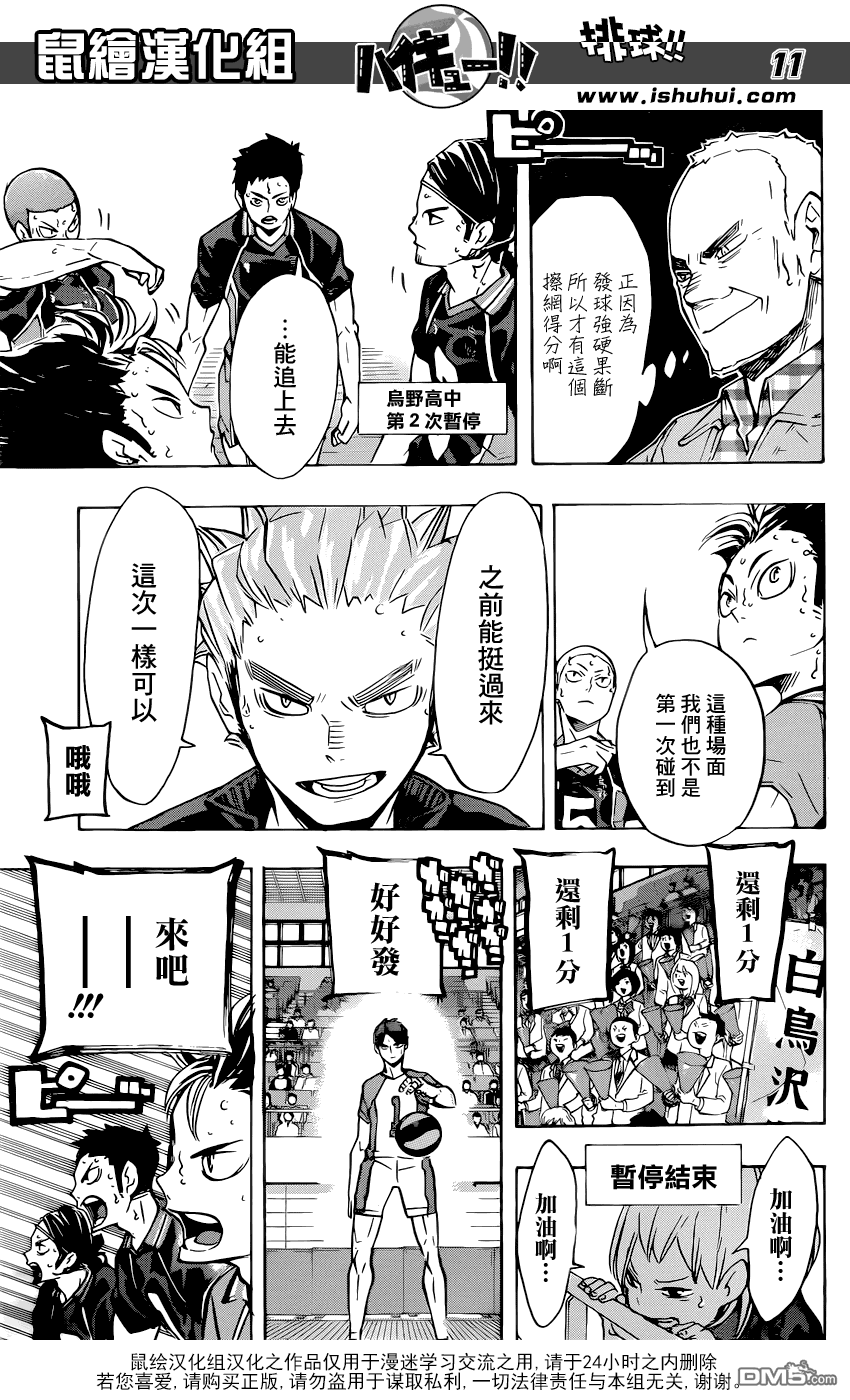 鼠繪漢化組
ハイキュー!!
排球!!
11
www.ishuhui.com
ピーーー
正因為
發球強硬果斷
所以才有這個
擦網得分啊
烏野高中
第２次暫停
…能追上去
這種場面
我們也不是
第一次碰到
之前能挺過來
這次一樣可以
哦哦
還剩1分
還剩1分
白鳥沢
加油啊…
暫停結束
加油啊…
好好發
來吧
——!!!
ピーーー
鼠绘汉化组汉化之作品仅用于漫迷学习交流之用, 请于24小时之内删除
若您喜爱, 请购买正版, 请勿盗用于谋取私利, 一切法律责任与本组无关, 谢谢。
DM5.com